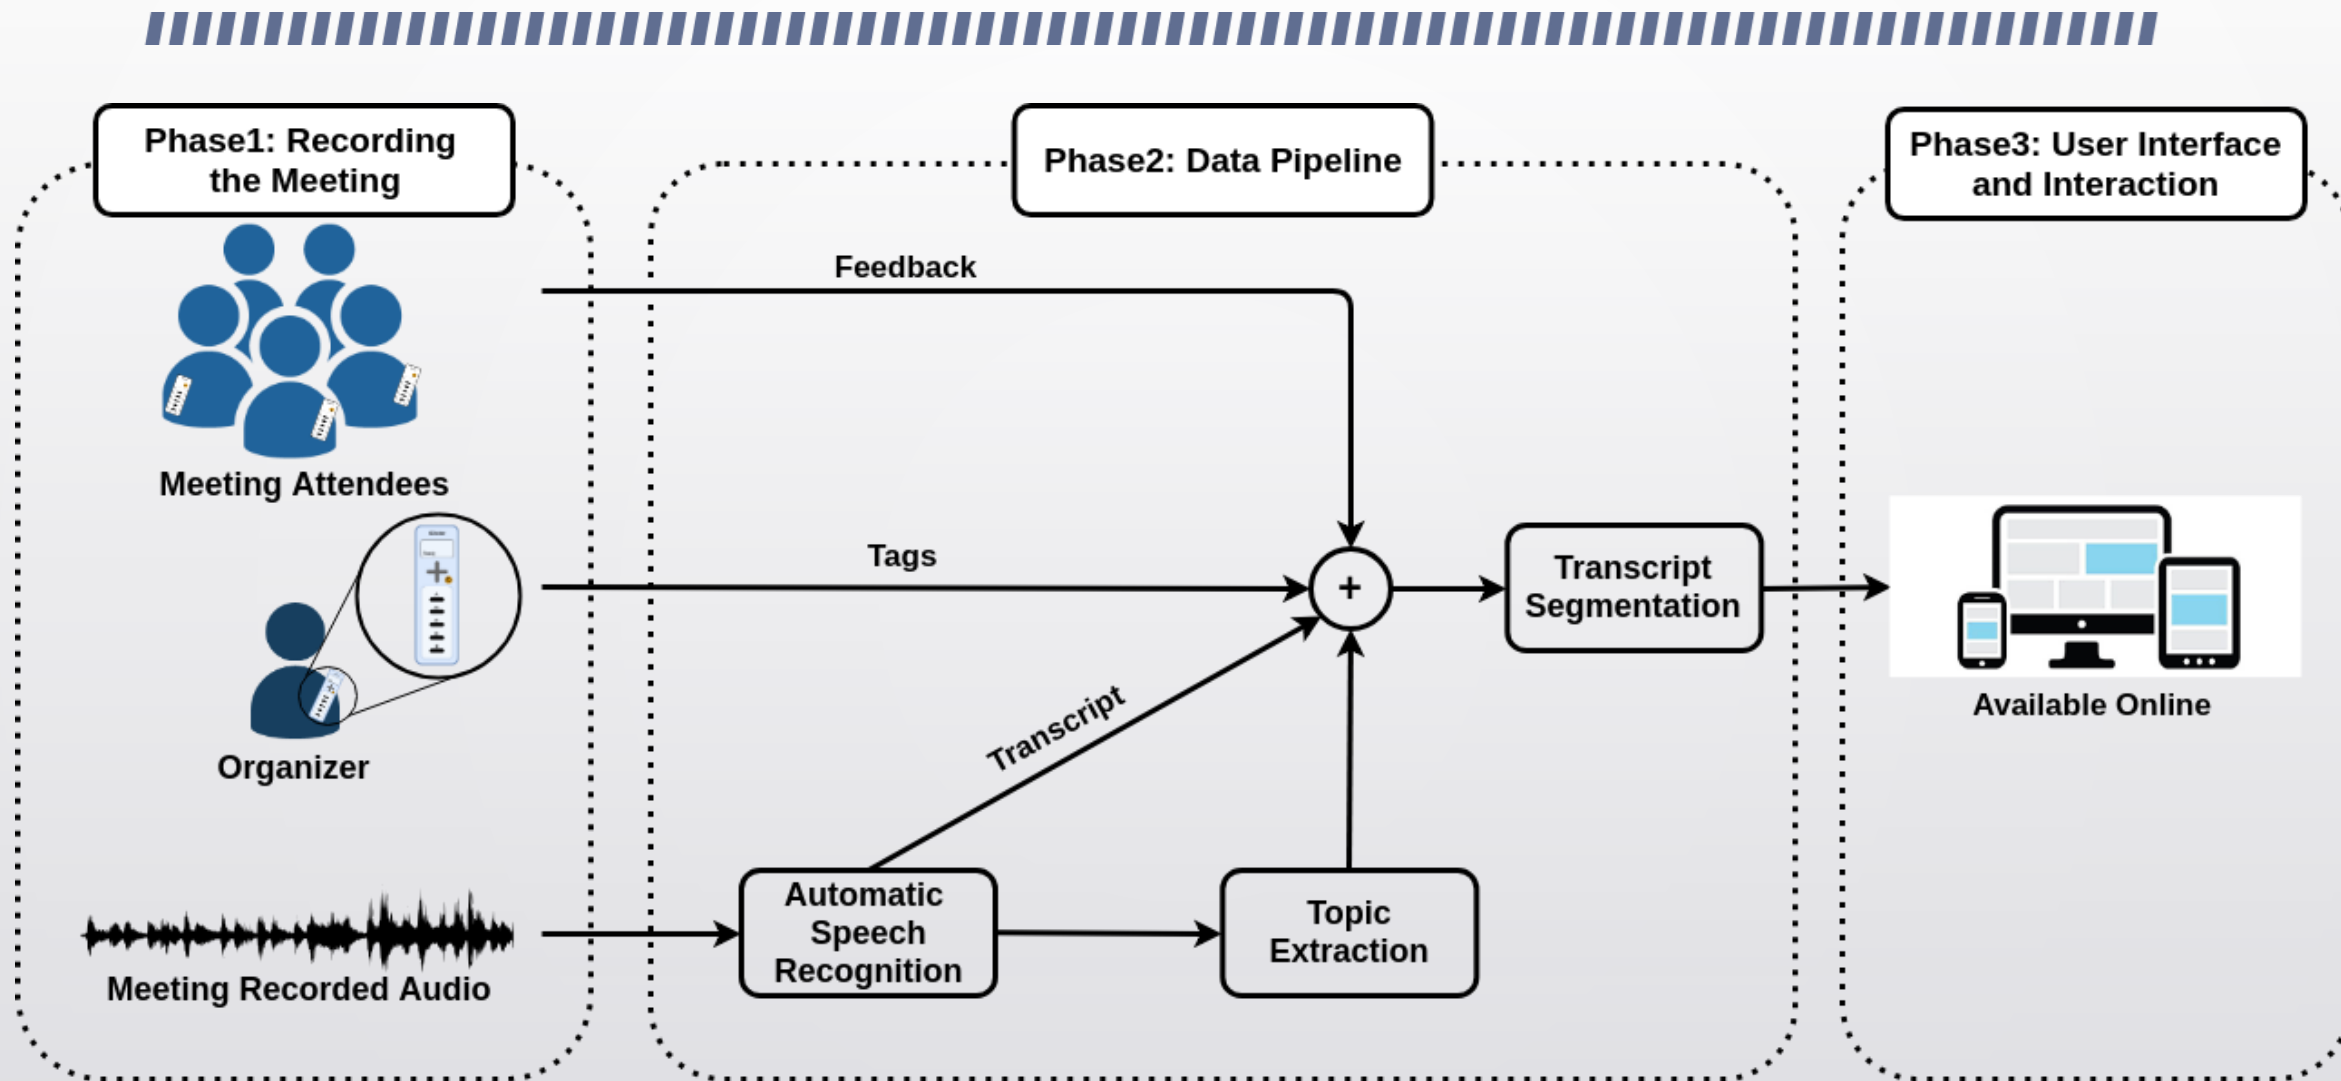 Phase1: Recording
the Meeting
Phase2: Data Pipeline
Phase3: User Interface
and Interaction
Feedback
Meeting Attendees
Tags
+
Transcript
Segmentation
Transcript
Available Online
Organizer
Automatic
Speech
Recognition
Topic
Extraction
Meeting Recorded Audio